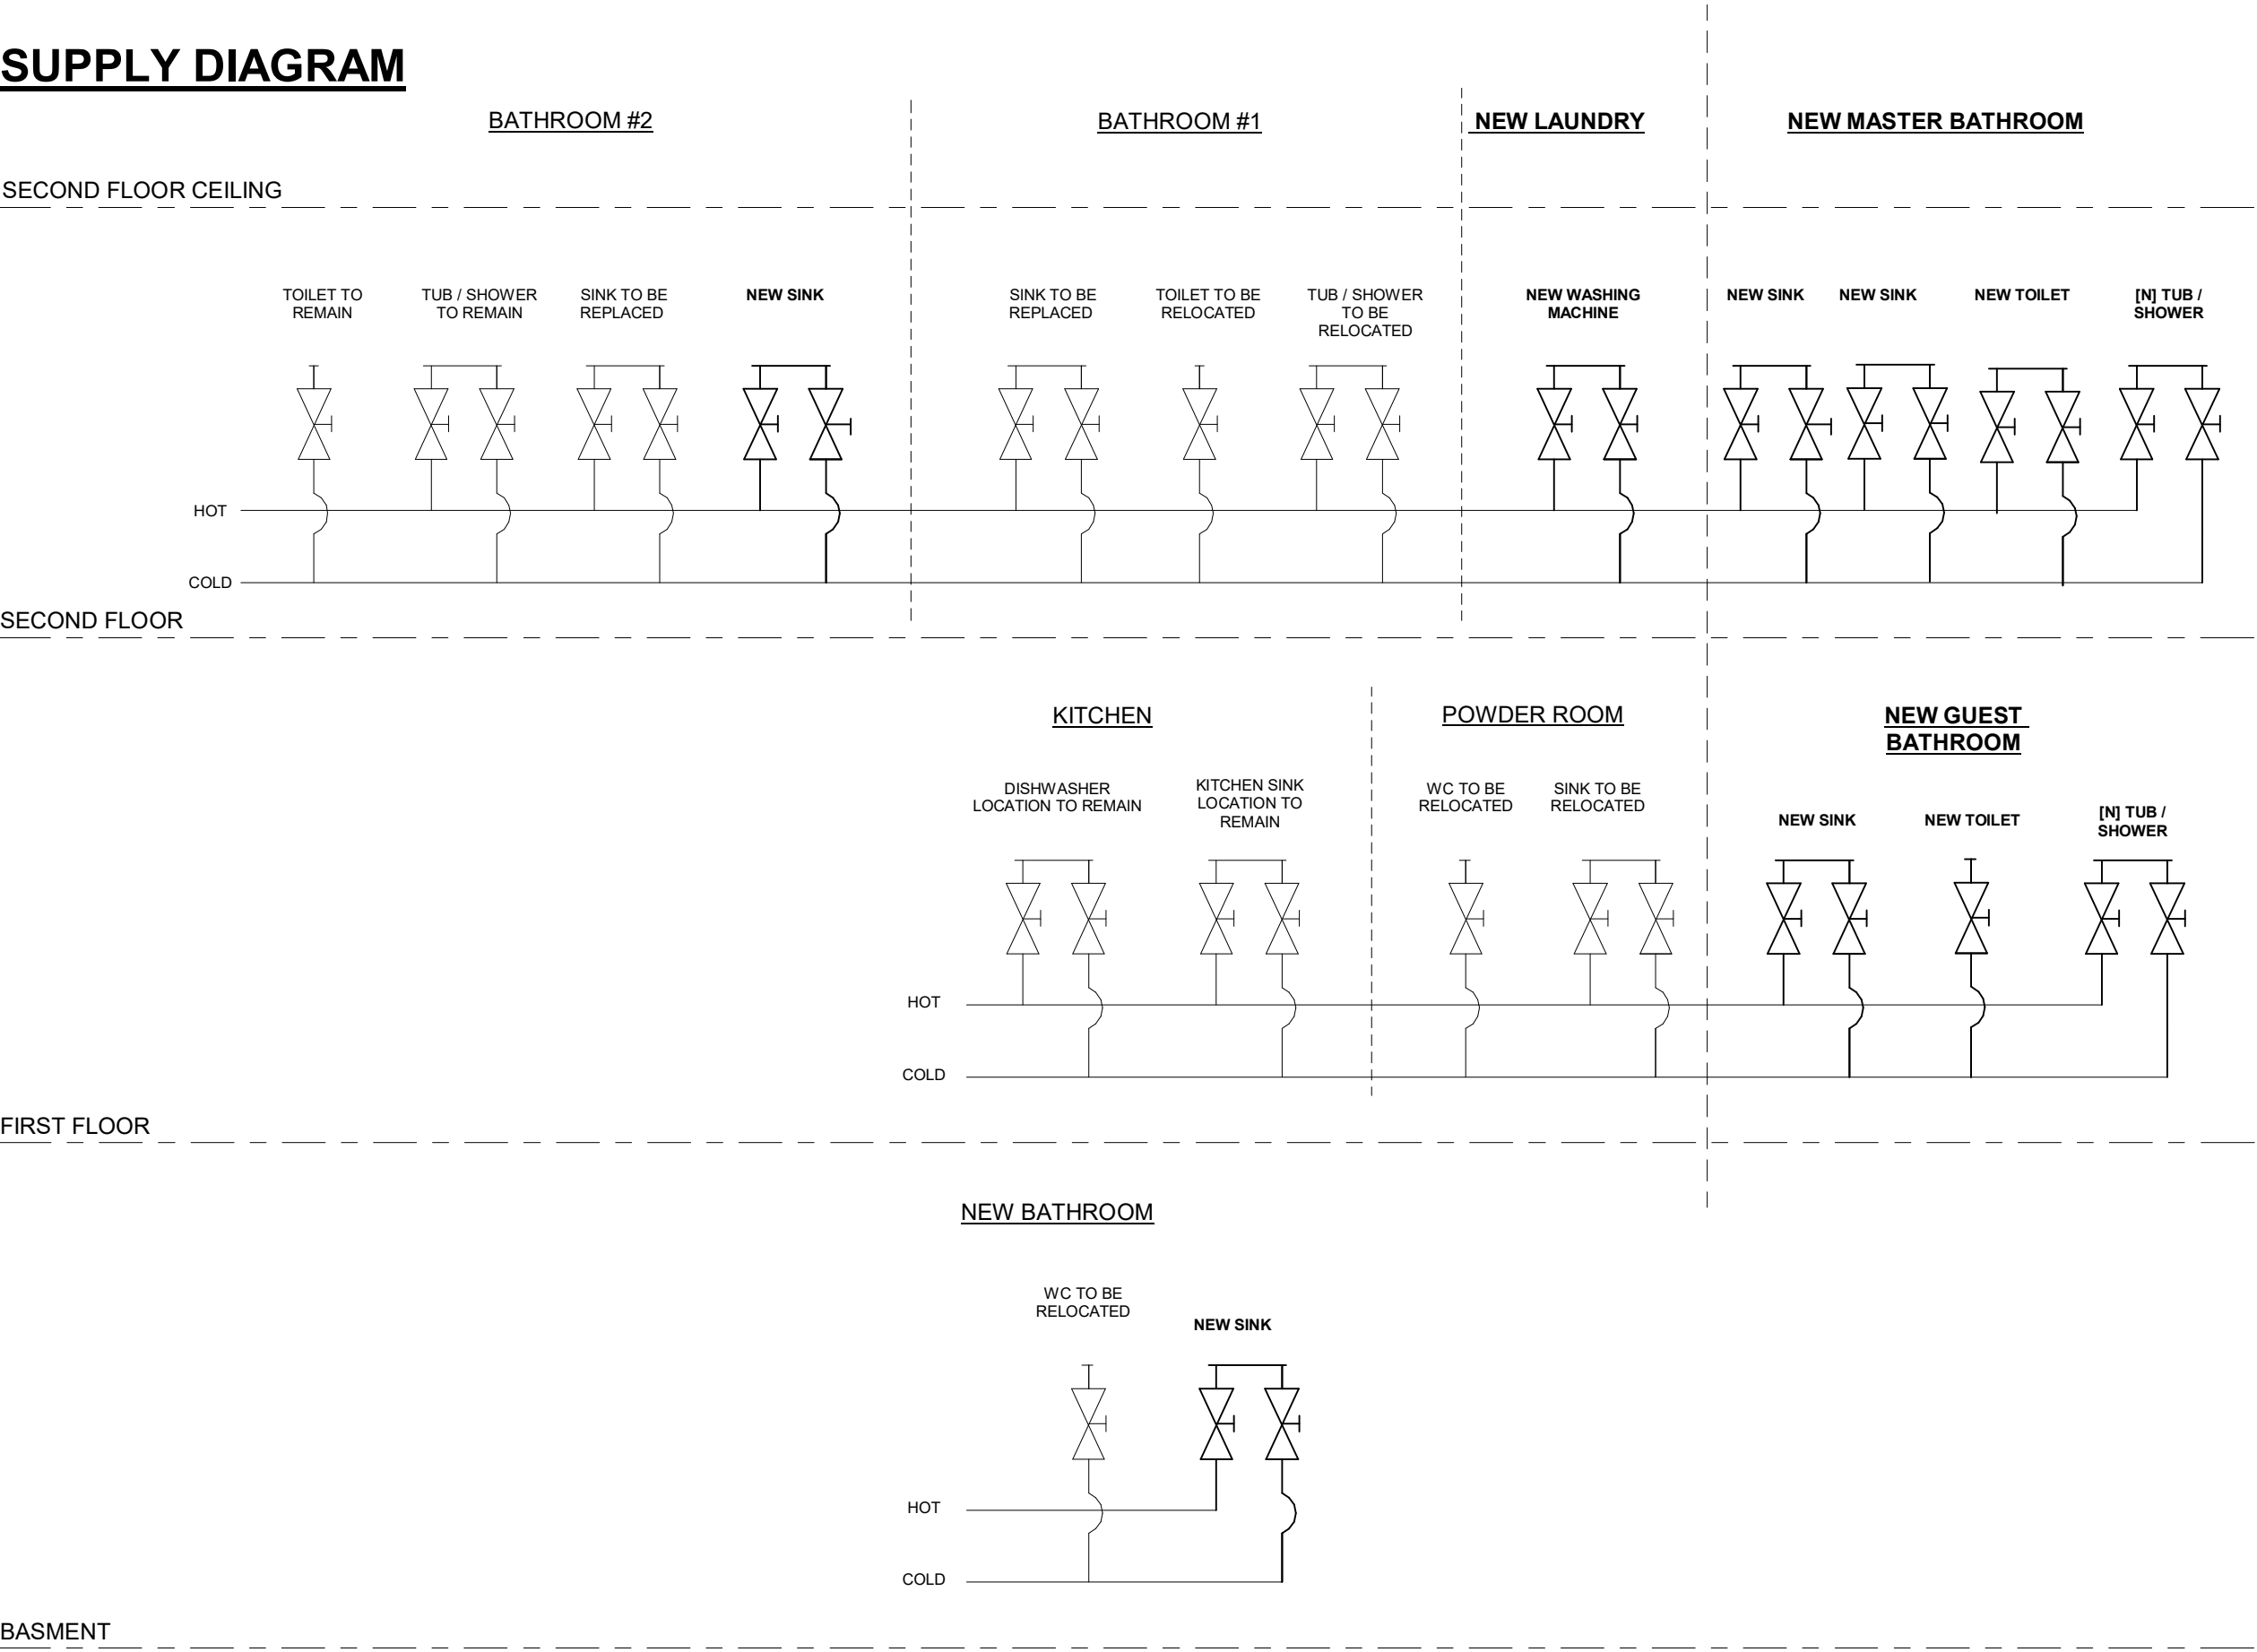 SUPPLY DIAGRAM
BATHROOM #2
BATHROOM #1
NEW LAUNDRY
NEW MASTER BATHROOM
SECOND FLOOR CEILING
TOILET TO
REMAIN
TUB / SHOWER
TO REMAIN
SINK TO BE
REPLACED
NEW SINK
SINK TO BE
REPLACED
TOILET TO BE
RELOCATED
TUB / SHOWER
TO BE
RELOCATED
NEW WASHING
MACHINE
NEW SINK
NEW SINK
NEW TOILET
[N] TUB /
SHOWER
HOT
COLD
SECOND FLOOR
KITCHEN
POWDER ROOM
NEW GUEST
BATHROOM
DISHWASHER
LOCATION TO REMAIN
KITCHEN SINK
LOCATION TO
REMAIN
WC TO BE
RELOCATED
SINK TO BE
RELOCATED
NEW SINK
NEW TOILET
[N] TUB /
SHOWER
HOT
COLD
FIRST FLOOR
NEW BATHROOM
WC TO BE
RELOCATED
NEW SINK
HOT
COLD
BASMENT